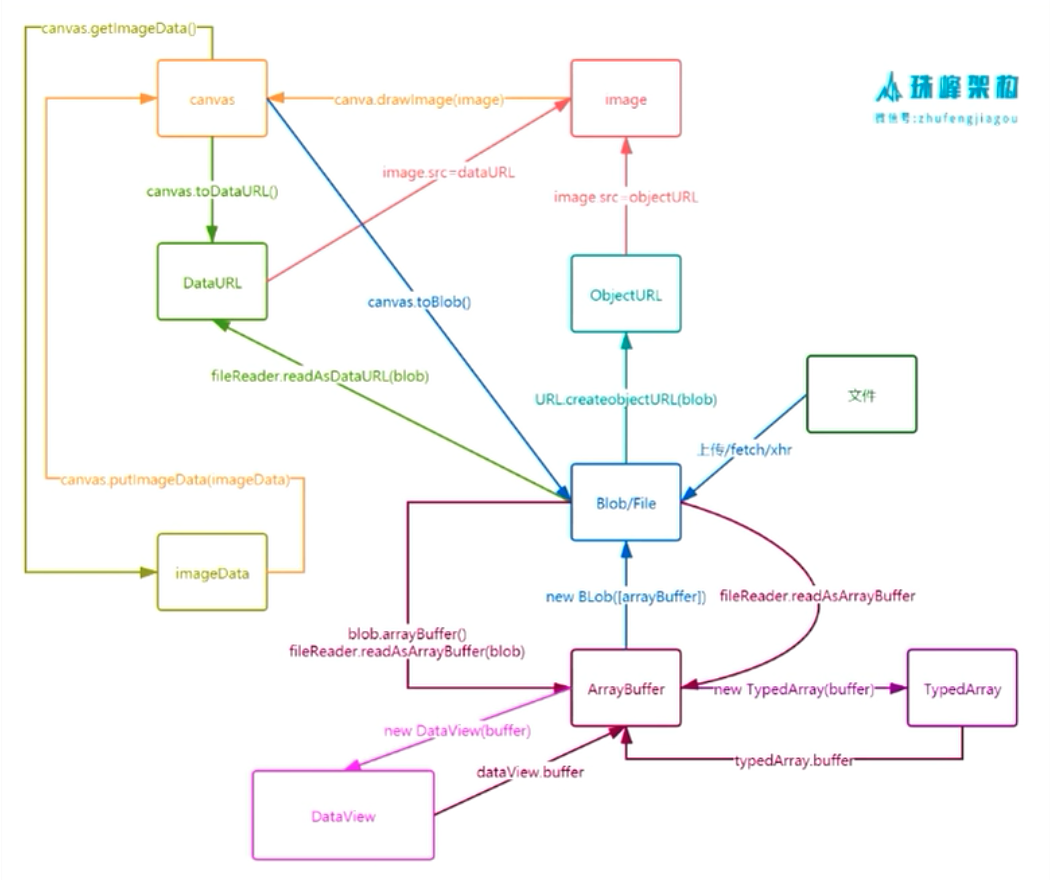 canvas.getImageData()
canvas
canva.drawImage(image)
image
珠峰架构
微信号:zhufengjiagou
image.src=dataURL
canvas.toDataURL()
image.src=objectURL
DataURL
ObjectURL
canvas.toBlob()
fileReader.readAsDataURL(blob)
URL.createobjectURL(blob)
文件
上传/fetch/xhr
canvas.putImageData(imageData)
Blob/File
imageData
new BLob([arrayBuffer])
fileReader.readAsArrayBuffer
blob.arrayBuffer()
fileReader.readAsArrayBuffer(blob)
ArrayBuffer
new TypedArray(buffer)
TypedArray
new DataView(buffer)
typedArray.buffer
dataView.buffer
DataView